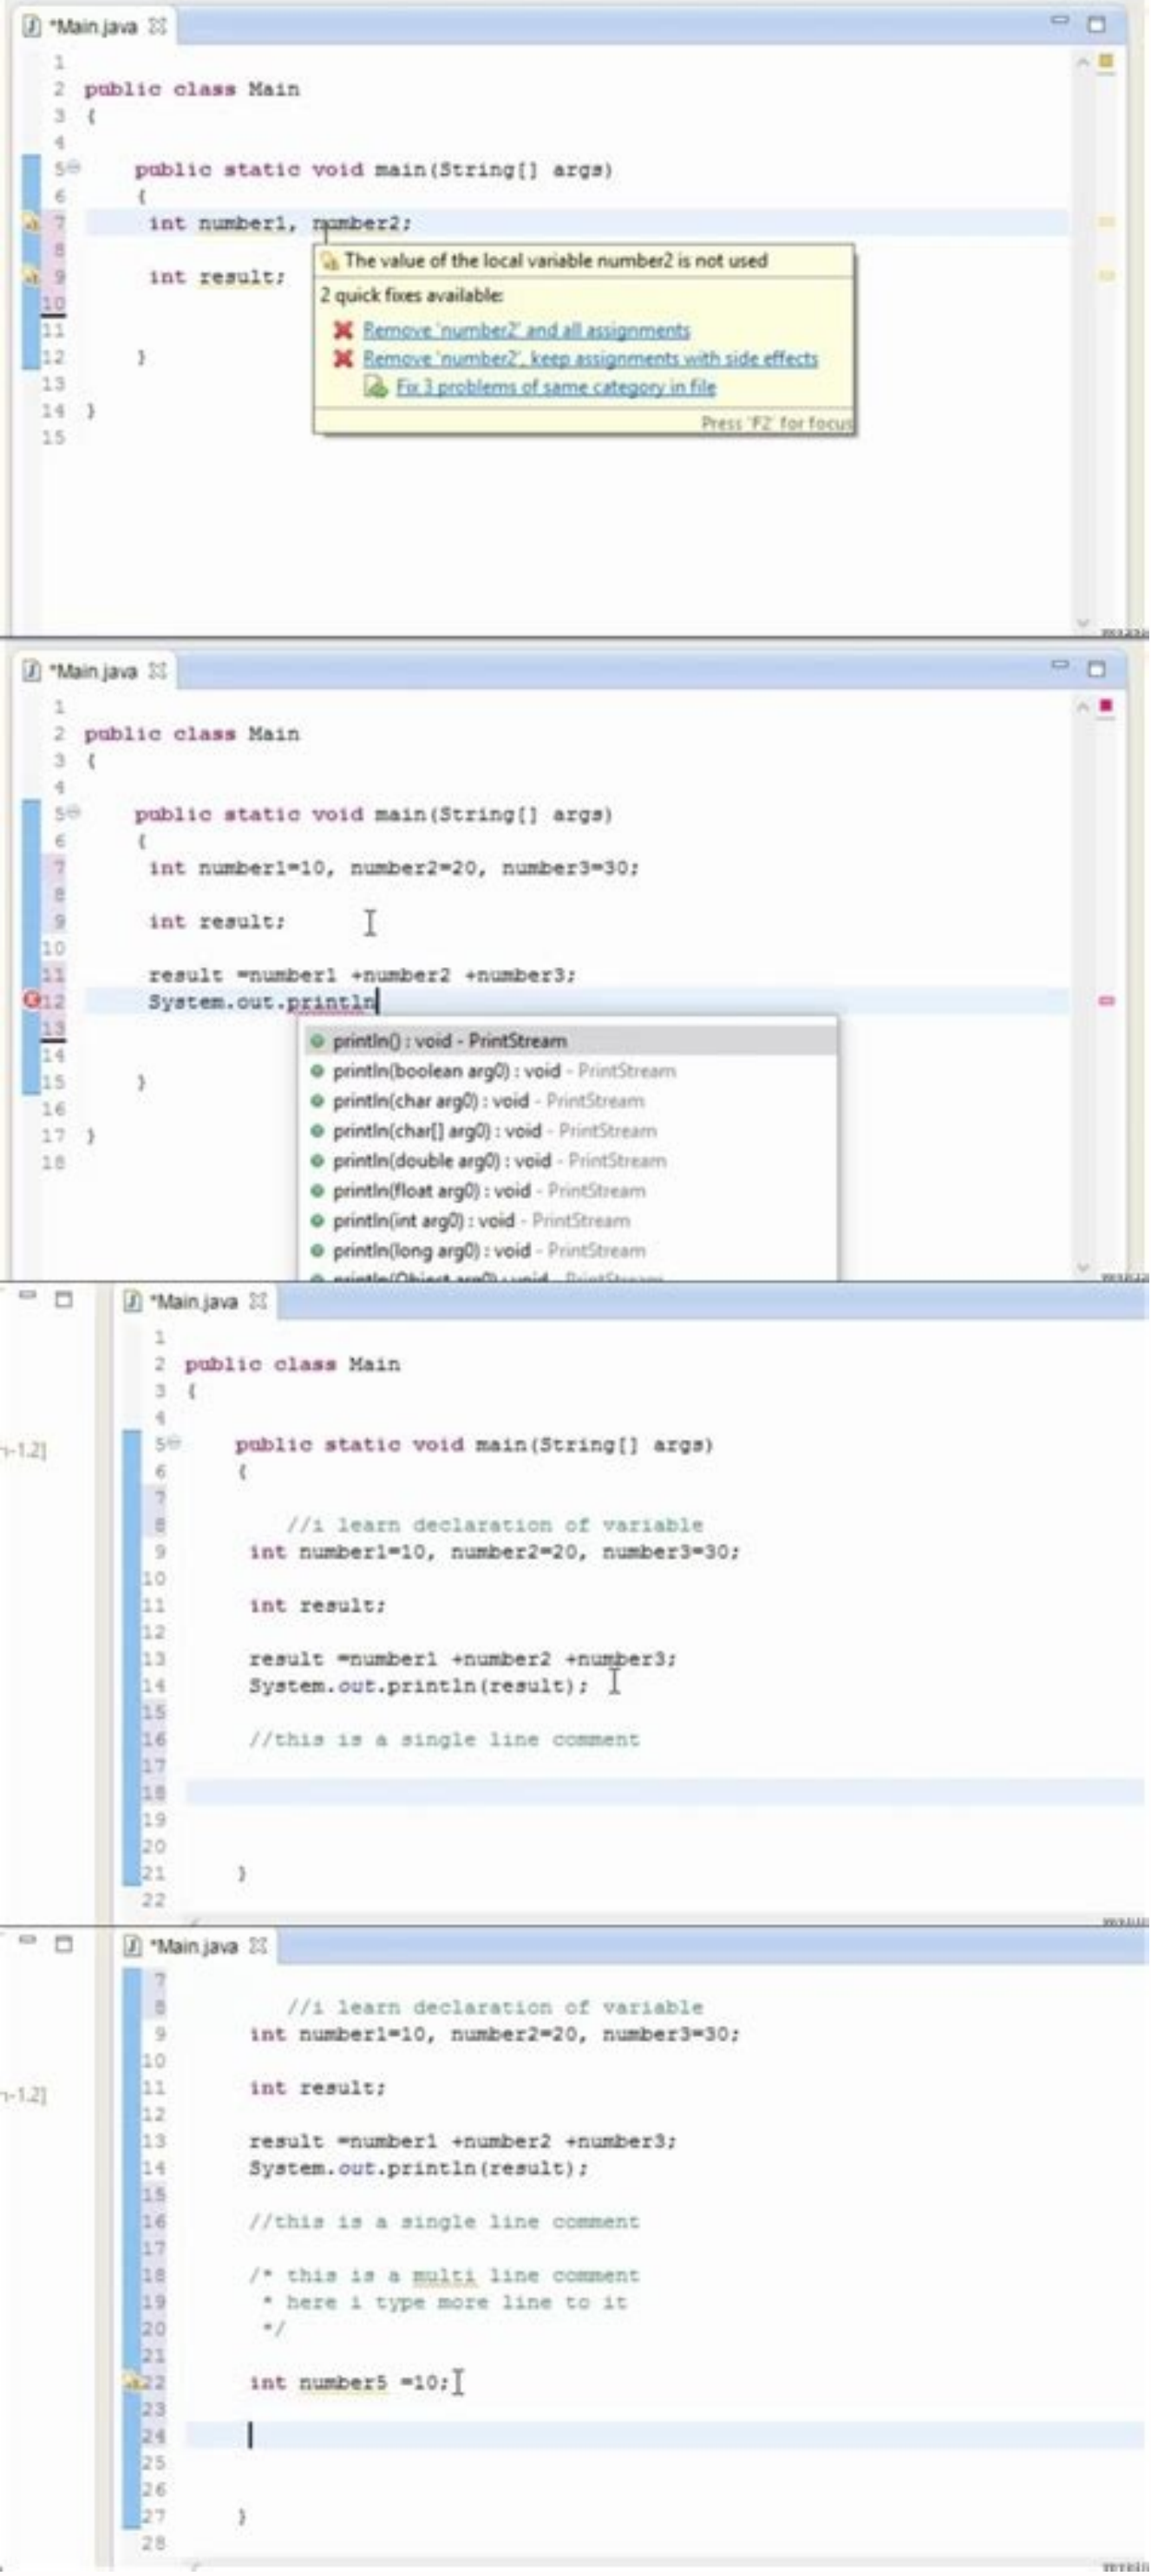 *Main.java
1
2 public class Main
3 {
4
5 public static void main(String[] args)
6 {
7 int number1, number2;
8
The value of the local variable number2 is not used
9 int result;
2 quick fixes available:
10
11
Remove 'number2' and all assignments
12 }
Remove 'number2', keep assignments with side effects
13
Fix 3 problems of same category in file
14 }
Press 'F2' for focus
15
*Main.java
1
2 public class Main
3 {
4
5 public static void main(String[] args)
6 {
7 int number1=10, number2=20, number3=30;
8
9 int result;
10
11 result =number1 +number2 +number3;
12 System.out.println
13
println() : void - PrintStream
14
println(boolean arg0) : void - PrintStream
15 }
println(char arg0) : void - PrintStream
16
println(char[] arg0) : void - PrintStream
17 }
println(double arg0) : void - PrintStream
18
println(float arg0) : void - PrintStream
println(int arg0) : void - PrintStream
println(long arg0) : void - PrintStream
println(Object arg0) : void - PrintStream
*Main.java
1
2 public class Main
3 {
4
5 public static void main(String[] args)
-1.2]
6 {
7
8 //i learn declaration of variable
9 int number1=10, number2=20, number3=30;
10
11 int result;
12
13 result =number1 +number2 +number3;
14 System.out.println(result);
15
16 //this is a single line comment
17
18
19
20
21 }
22
*Main.java
7
8 //i learn declaration of variable
9 int number1=10, number2=20, number3=30;
10
11 int result;
-1.2]
12
13 result =number1 +number2 +number3;
14 System.out.println(result);
15
16 //this is a single line comment
17
18 /* this is a multi line comment
19 * here i type more line to it
20 */
21
22 int number5 =10;
23
24
25
26
27 }
28